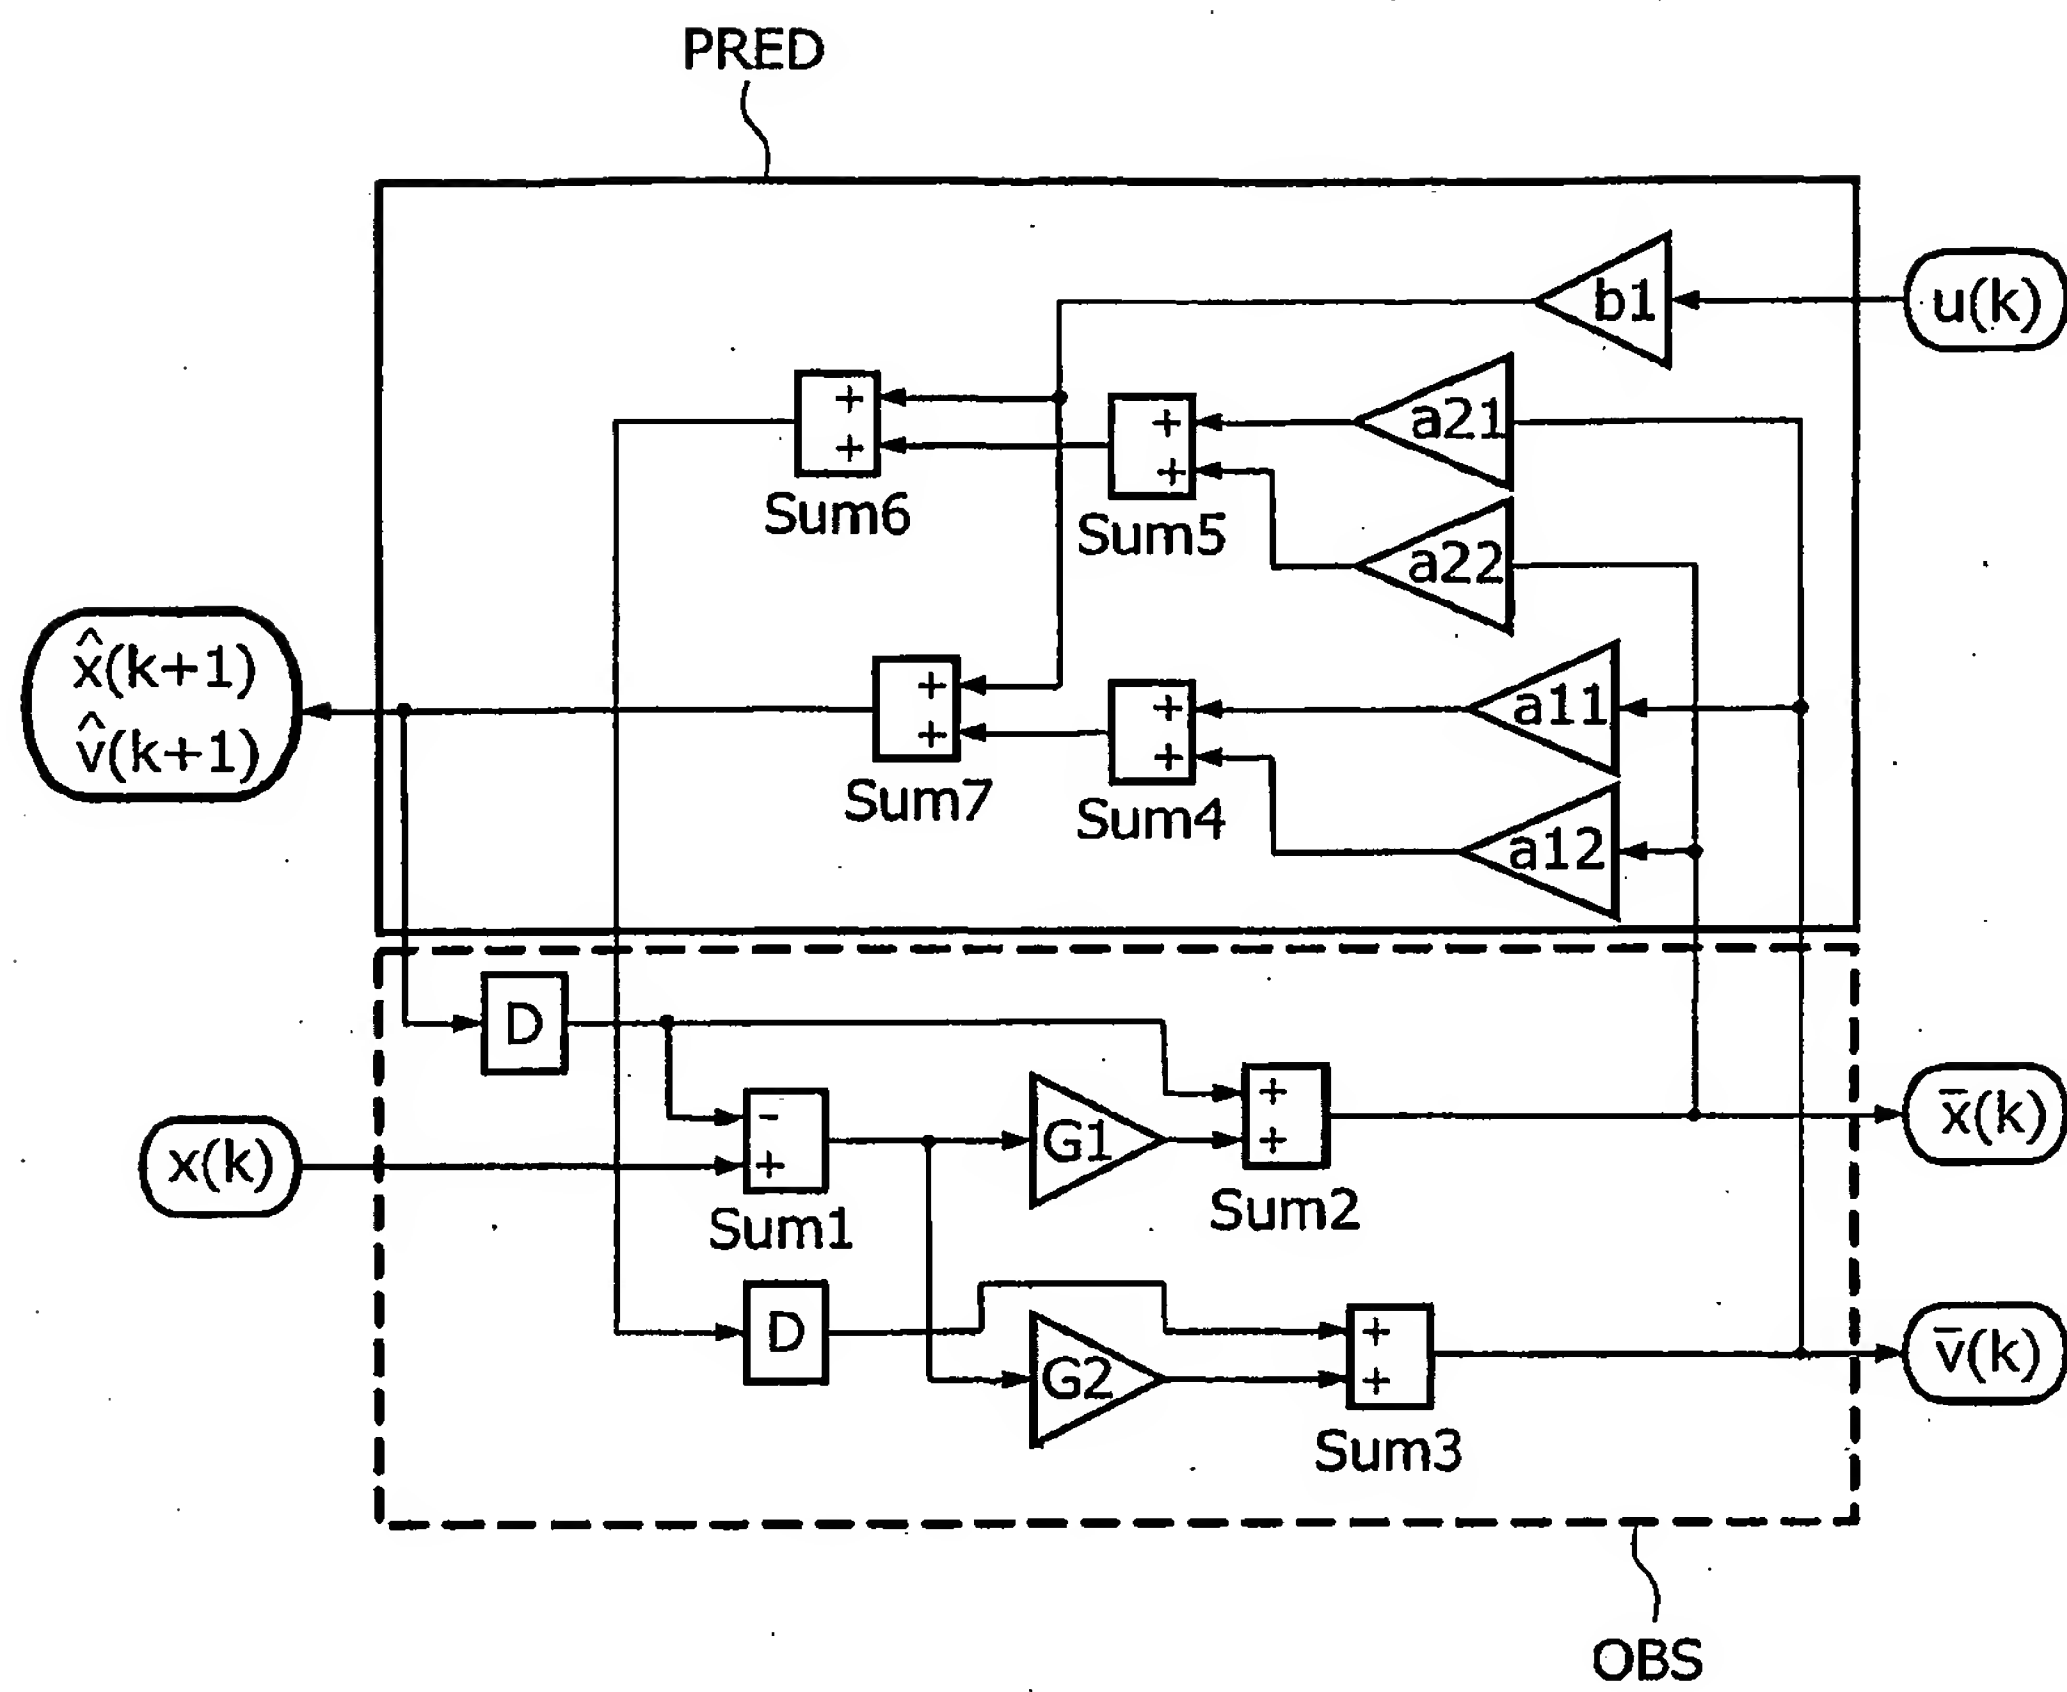 PRED
b1
u(k)
+
+
Sum6
+
+
Sum5
a21
a22
x̂(k+1)
v̂(k+1)
+
+
Sum7
+
+
Sum4
a11
a12
D
x(k)
-
+
Sum1
G1
+
+
Sum2
x̄(k)
D
G2
+
+
Sum3
v̄(k)
OBS